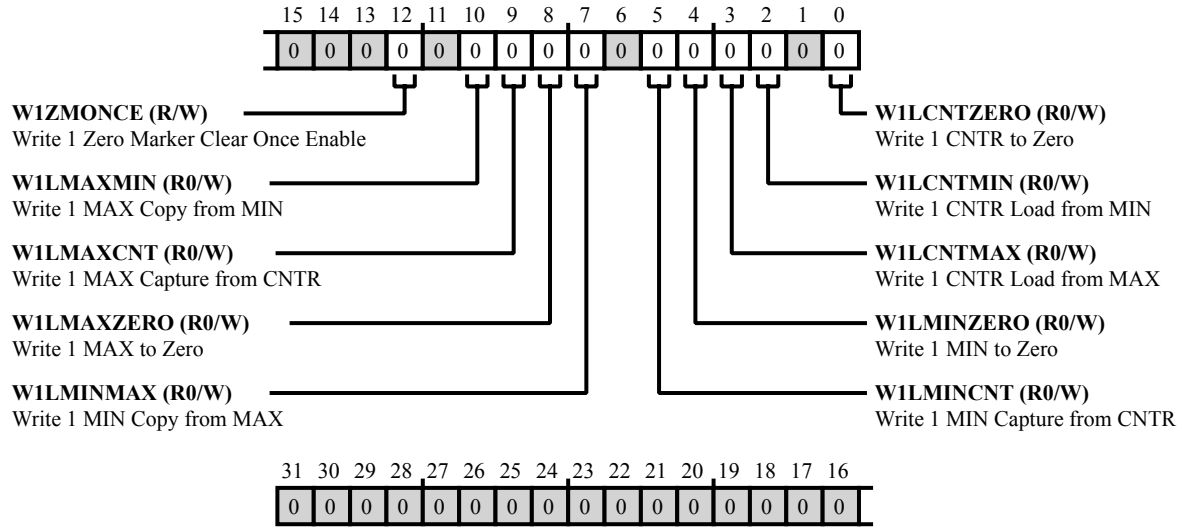 15 14 13 12 11 10 9 8 7 6 5 4 3 2 1 0
0 0 0 0 0 0 0 0 0 0 0 0 0 0 0 0
W1ZMONCE (R/W)
Write 1 Zero Marker Clear Once Enable
W1LMAXMIN (R0/W)
Write 1 MAX Copy from MIN
W1LMAXCNT (R0/W)
Write 1 MAX Capture from CNTR
W1LMAXZERO (R0/W)
Write 1 MAX to Zero
W1LMINMAX (R0/W)
Write 1 MIN Copy from MAX
W1LCNTZERO (R0/W)
Write 1 CNTR to Zero
W1LCNTMIN (R0/W)
Write 1 CNTR Load from MIN
W1LCNTMAX (R0/W)
Write 1 CNTR Load from MAX
W1LMINZERO (R0/W)
Write 1 MIN to Zero
W1LMINCNT (R0/W)
Write 1 MIN Capture from CNTR
31 30 29 28 27 26 25 24 23 22 21 20 19 18 17 16
0 0 0 0 0 0 0 0 0 0 0 0 0 0 0 0